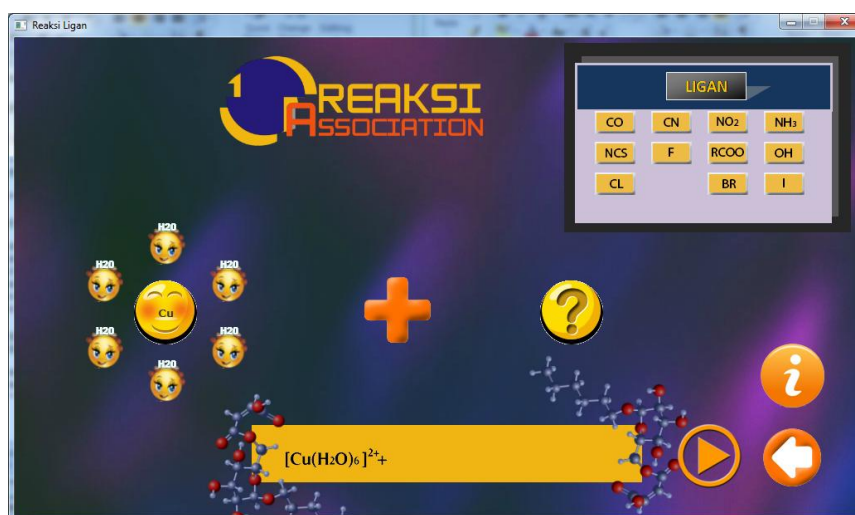 Reaksi Ligan
REAKSI
ASSOCIATION
LIGAN
CO CN NO2 NH3
NCS F RCOO OH
CL BR I
H2O
H2O H2O
Cu
H2O H2O
H2O
?
i
[Cu(H2O)6]2++